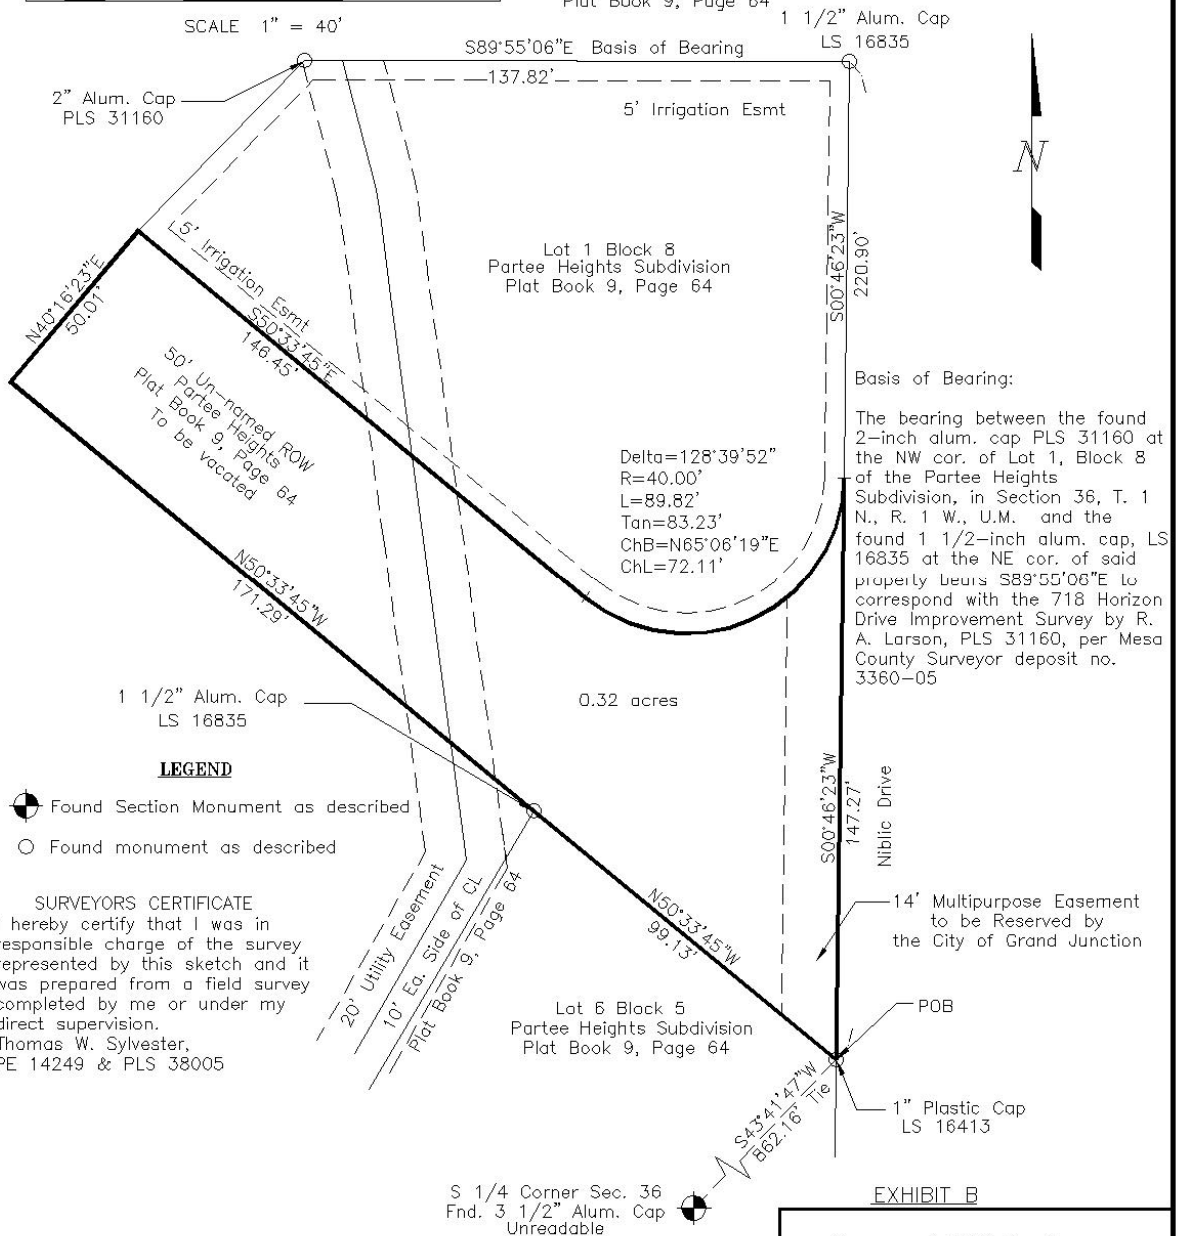 Plat Book 9, Page 64
SCALE 1" = 40'
1 1/2" Alum. Cap
LS 16835
S89°55'06"E Basis of Bearing
137.82'
2" Alum. Cap
PLS 31160
5' Irrigation Esmt
N
5' Irrigation Esmt
Lot 1 Block 8
Partee Heights Subdivision
Plat Book 9, Page 64
S00°46'23"W
220.90'
N40°16'23"E
50.01'
S50°33'45"E
146.45'
50' Un-named ROW
Partee Heights
Plat Book 9, Page 64
To be vacated
Basis of Bearing:
The bearing between the found
2-inch alum. cap PLS 31160 at
the NW cor. of Lot 1, Block 8
of the Partee Heights
Subdivision, in Section 36, T. 1
N., R. 1 W., U.M. and the
found 1 1/2-inch alum. cap, LS
16835 at the NE cor. of said
property bears S89°55'06"E to
correspond with the 718 Horizon
Drive Improvement Survey by R.
A. Larson, PLS 31160, per Mesa
County Surveyor deposit no.
3360-05
Delta=128°39'52"
R=40.00'
L=89.82'
Tan=83.23'
ChB=N65°06'19"E
ChL=72.11'
N50°33'45"W
171.29'
1 1/2" Alum. Cap
LS 16835
0.32 acres
LEGEND
Found Section Monument as described
Found monument as described
S00°46'23"W
147.27'
Niblic Drive
SURVEYORS CERTIFICATE
hereby certify that I was in
responsible charge of the survey
represented by this sketch and it
was prepared from a field survey
completed by me or under my
direct supervision.
Thomas W. Sylvester,
PE 14249 & PLS 38005
20' Utility Easement
10' Ea. Side of CL
Plat Book 9, Page 64
N50°33'45"W
99.13'
14' Multipurpose Easement
to be Reserved by
the City of Grand Junction
Lot 6 Block 5
Partee Heights Subdivision
Plat Book 9, Page 64
POB
1" Plastic Cap
LS 16413
S43°41'47"W
862.16' Tie
S 1/4 Corner Sec. 36
Fnd. 3 1/2" Alum. Cap
Unreadable
EXHIBIT B